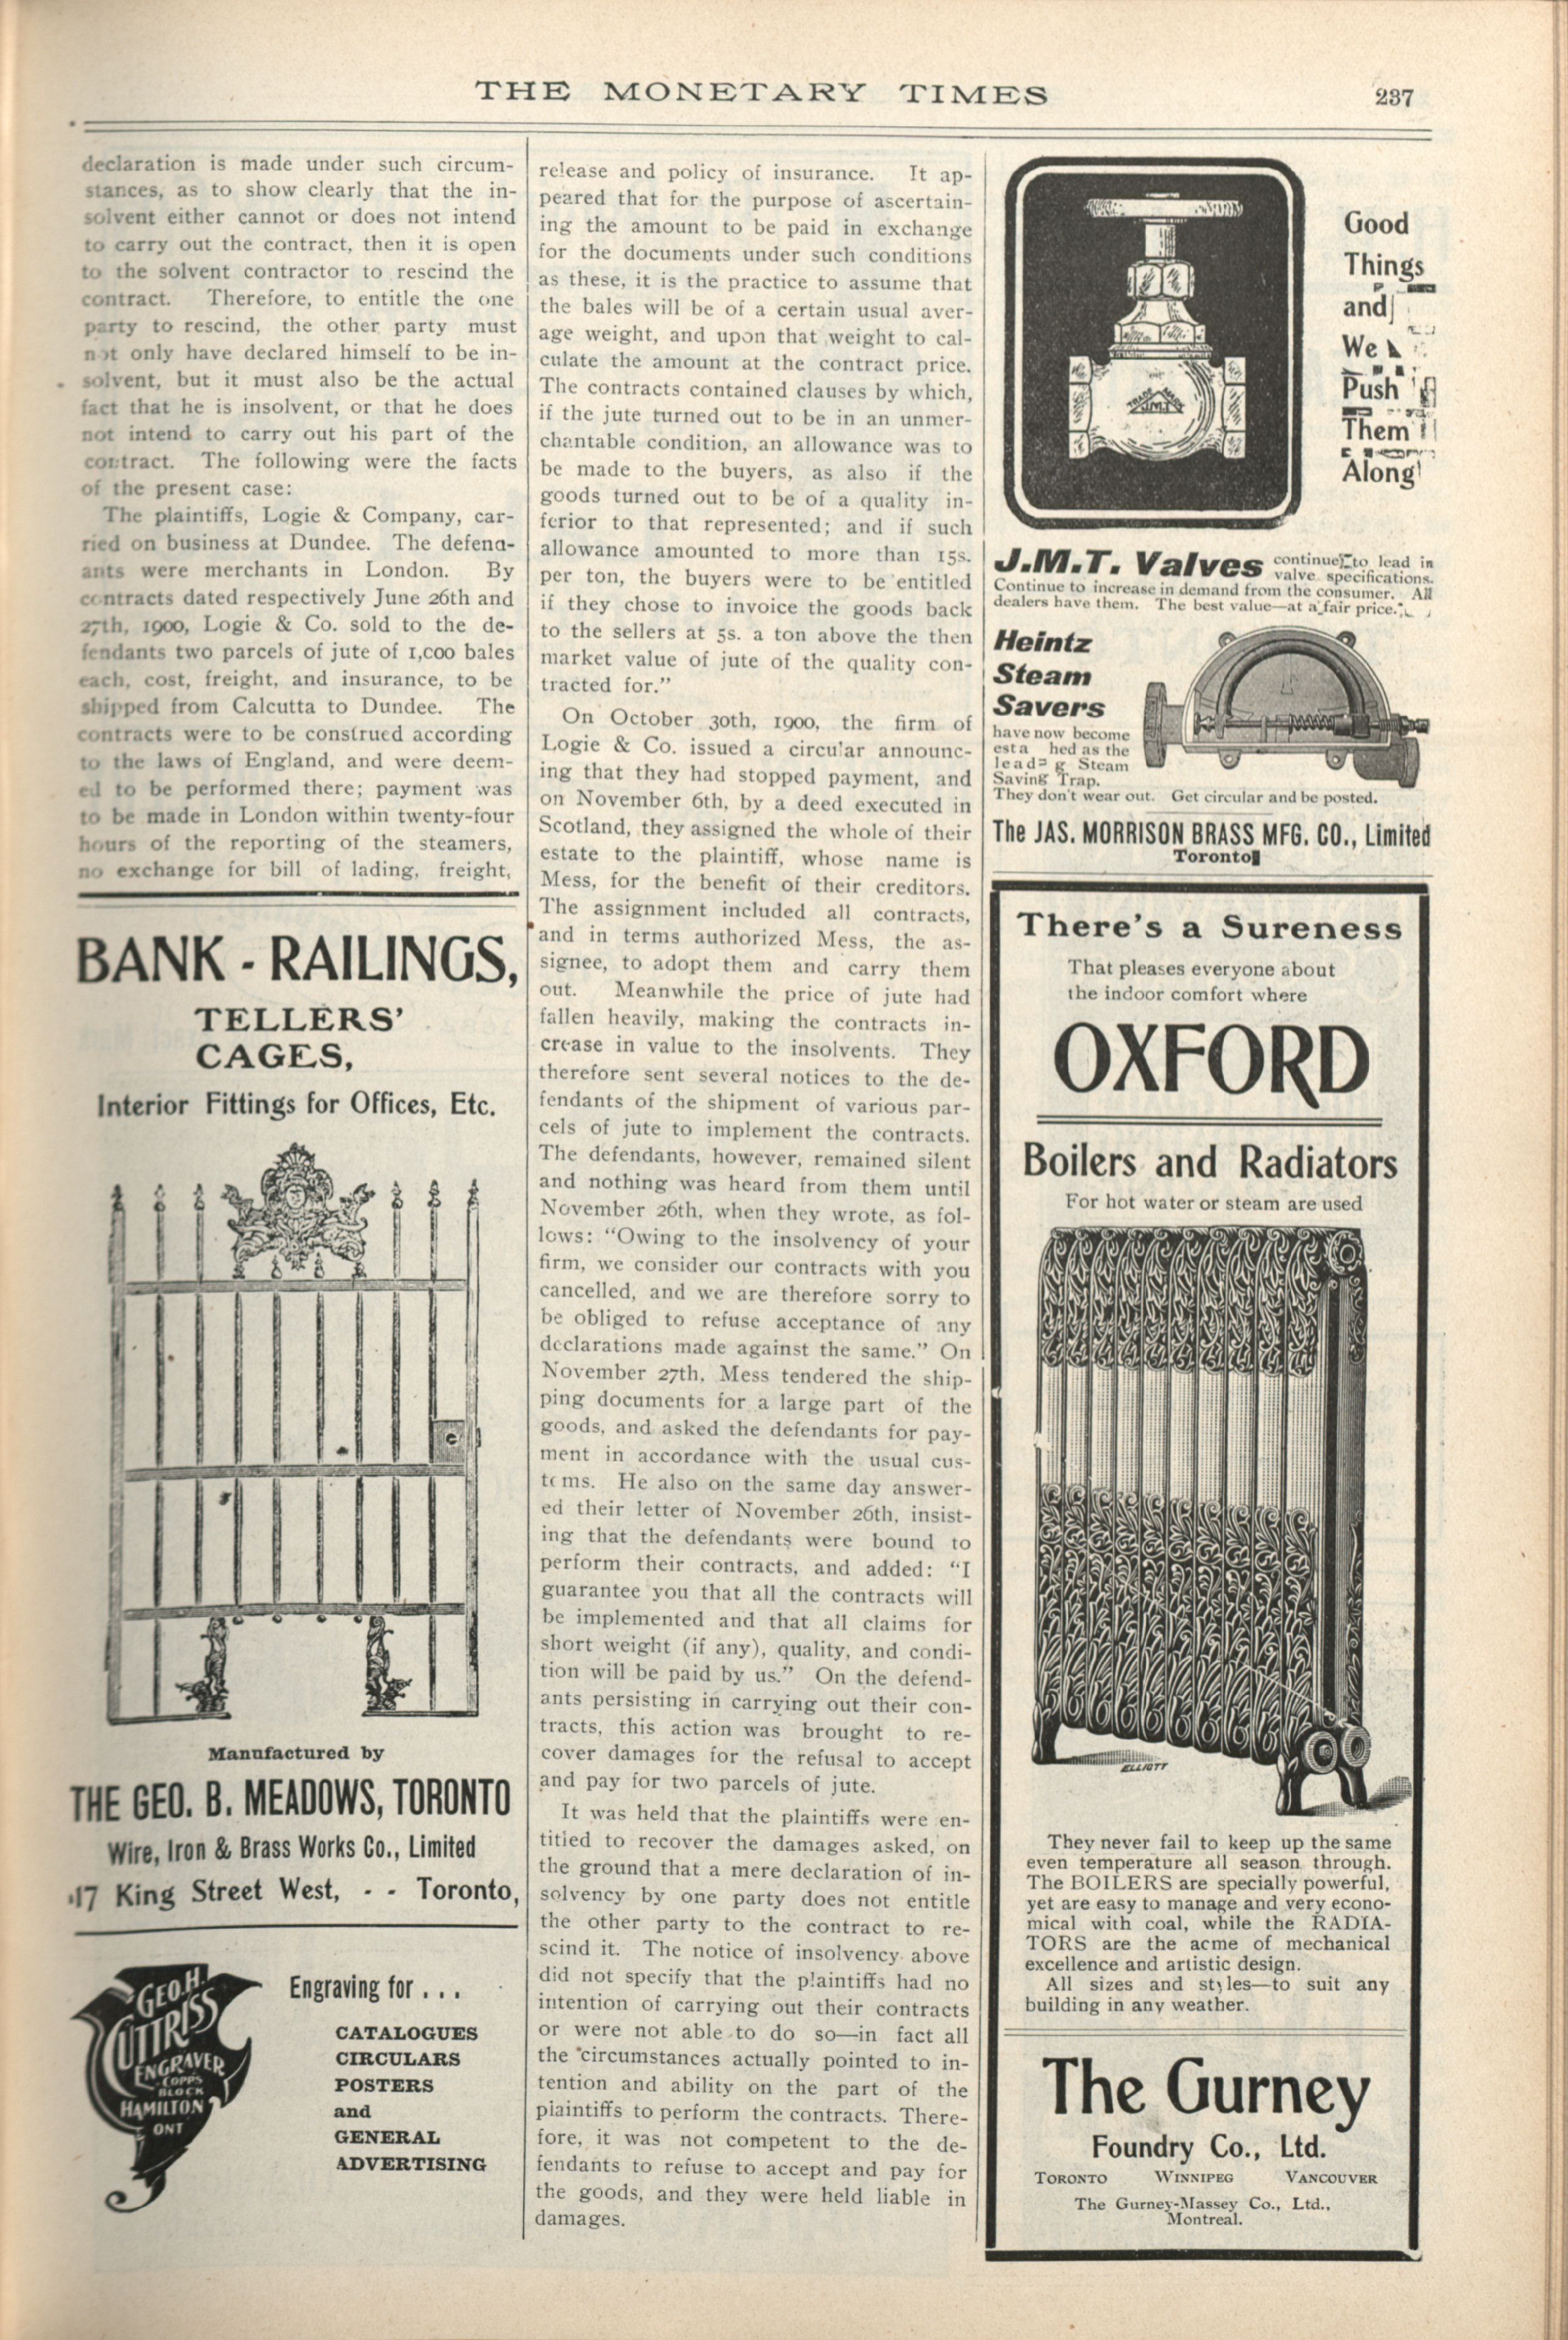 THE MONETARY TIMES
237
declaration is made under such circum-
stances, as to show clearly that the in-
solvent either cannot or does not intend
to carry out the contract, then it is open
to the solvent contractor to rescind the
contract. Therefore, to entitle the one
party to rescind, the other party must
not only have declared himself to be in-
solvent, but it must also be the actual
fact that he is insolvent, or that he does
not intend to carry out his part of the
contract. The following were the facts
of the present case:
The plaintiffs, Logie & Company, car-
ried on business at Dundee. The defend-
ants were merchants in London. By
contracts dated respectively June 26th and
27th, 1900, Logie & Co. sold to the de-
fendants two parcels of jute of 1,000 bales
each, cost, freight, and insurance, to be
shipped from Calcutta to Dundee. The
contracts were to be construed according
to the laws of England, and were deem-
ed to be performed there; payment was
to be made in London within twenty-four
hours of the reporting of the steamers,
no exchange for bill of lading, freight,
BANK - RAILINGS,
TELLERS'
CAGES,
Interior Fittings for Offices, Etc.
Manufactured by
THE GEO. B. MEADOWS, TORONTO
Wire, Iron & Brass Works Co., Limited
117 King Street West, - - Toronto,
GEO. H.
CUTTRISS
ENGRAVER
COPPS
BLOCK
HAMILTON
ONT
Engraving for . . .
CATALOGUES
CIRCULARS
POSTERS
and
GENERAL
ADVERTISING
release and policy of insurance. It ap-
peared that for the purpose of ascertain-
ing the amount to be paid in exchange
for the documents under such conditions
as these, it is the practice to assume that
the bales will be of a certain usual aver-
age weight, and upon that weight to cal-
culate the amount at the contract price.
The contracts contained clauses by which,
if the jute turned out to be in an unmer-
chantable condition, an allowance was to
be made to the buyers, as also if the
goods turned out to be of a quality in-
ferior to that represented; and if such
allowance amounted to more than 15s.
per ton, the buyers were to be entitled
if they chose to invoice the goods back
to the sellers at 5s. a ton above the then
market value of jute of the quality con-
tracted for."
On October 30th, 1900, the firm of
Logie & Co. issued a circular announc-
ing that they had stopped payment, and
on November 6th, by a deed executed in
Scotland, they assigned the whole of their
estate to the plaintiff, whose name is
Mess, for the benefit of their creditors.
The assignment included all contracts,
and in terms authorized Mess, the as-
signee, to adopt them and carry them
out. Meanwhile the price of jute had
fallen heavily, making the contracts in-
crease in value to the insolvents. They
therefore sent several notices to the de-
fendants of the shipment of various par-
cels of jute to implement the contracts.
The defendants, however, remained silent
and nothing was heard from them until
November 26th, when they wrote, as fol-
lows: "Owing to the insolvency of your
firm, we consider our contracts with you
cancelled, and we are therefore sorry to
be obliged to refuse acceptance of any
declarations made against the same." On
November 27th, Mess tendered the ship-
ping documents for a large part of the
goods, and asked the defendants for pay-
ment in accordance with the usual cus-
toms. He also on the same day answer-
ed their letter of November 26th, insist-
ing that the defendants were bound to
perform their contracts, and added: "I
guarantee you that all the contracts will
be implemented and that all claims for
short weight (if any), quality, and condi-
tion will be paid by us." On the defend-
ants persisting in carrying out their con-
tracts, this action was brought to re-
cover damages for the refusal to accept
and pay for two parcels of jute.
It was held that the plaintiffs were en-
titled to recover the damages asked, on
the ground that a mere declaration of in-
solvency by one party does not entitle
the other party to the contract to re-
scind it. The notice of insolvency above
did not specify that the plaintiffs had no
intention of carrying out their contracts
or were not able to do so—in fact all
the circumstances actually pointed to in-
tention and ability on the part of the
plaintiffs to perform the contracts. There-
fore, it was not competent to the de-
fendants to refuse to accept and pay for
the goods, and they were held liable in
damages.
Good
Things
and
We
Push
Them
Along
J.M.T. Valves continue to lead in
valve specifications.
Continue to increase in demand from the consumer. All
dealers have them. The best value—at a fair price.
Heintz
Steam
Savers
have now become
esta hed as the
lead g Steam
Saving Trap.
They don't wear out. Get circular and be posted.
The JAS. MORRISON BRASS MFG. CO., Limited
Toronto
There's a Sureness
That pleases everyone about
the indoor comfort where
OXFORD
Boilers and Radiators
For hot water or steam are used
ELLIOTT
They never fail to keep up the same
even temperature all season through.
The BOILERS are specially powerful,
yet are easy to manage and very econo-
mical with coal, while the RADIA-
TORS are the acme of mechanical
excellence and artistic design.
All sizes and styles—to suit any
building in any weather.
The Gurney
Foundry Co., Ltd.
TORONTO WINNIPEG VANCOUVER
The Gurney-Massey Co., Ltd.,
Montreal.